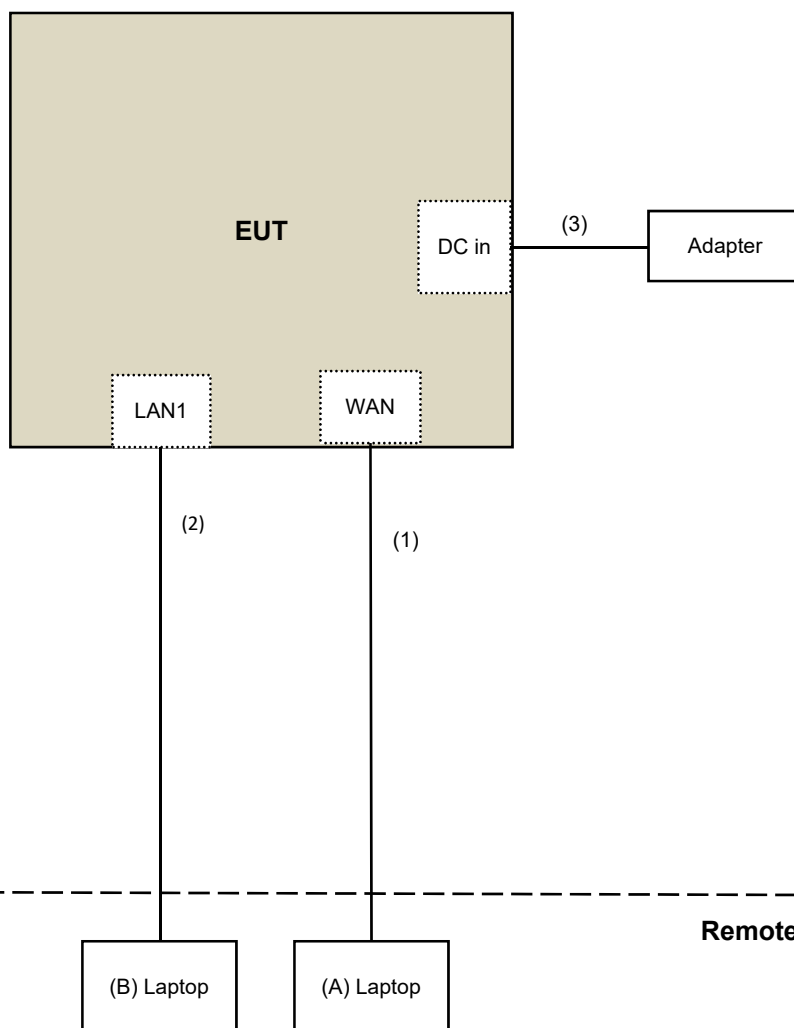 EUT
DC in
(3)
Adapter
LAN1
WAN
(2)
(1)
Remote
(B) Laptop
(A) Laptop